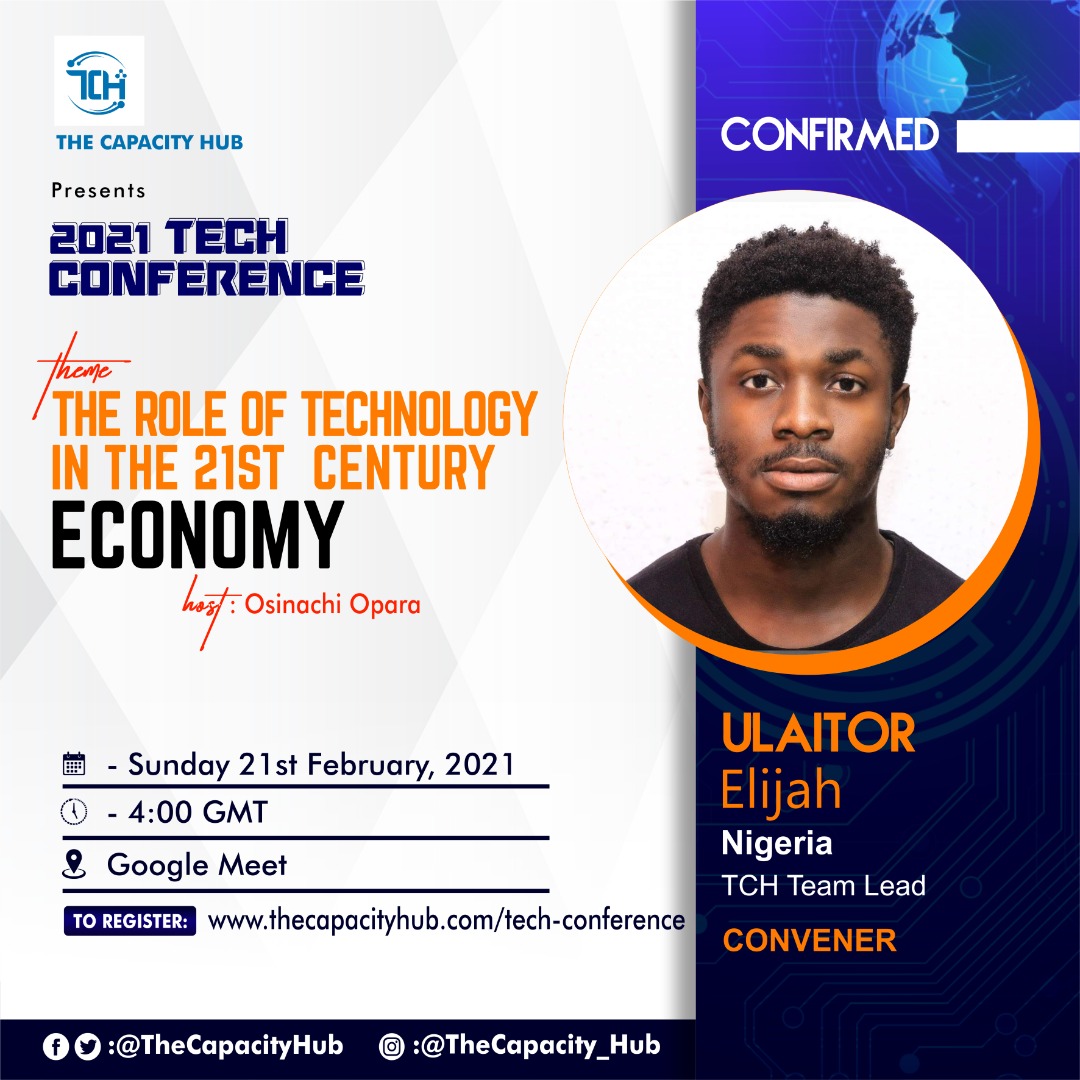 TCH
THE CAPACITY HUB
Presents
2021 TECH
CONFERENCE
theme
THE ROLE OF TECHNOLOGY
IN THE 21ST CENTURY
ECONOMY
host : Osinachi Opara
- Sunday 21st February, 2021
- 4:00 GMT
Google Meet
TO REGISTER: www.thecapacityhub.com/tech-conference
:@TheCapacityHub :@TheCapacity_Hub
CONFIRMED
ULAITOR
Elijah
Nigeria
TCH Team Lead
CONVENER